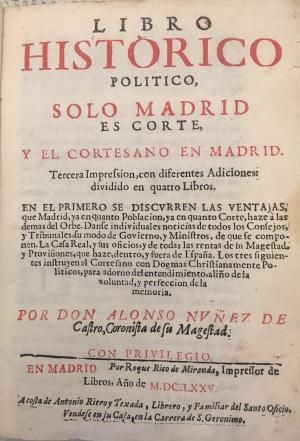 LIBRO
HISTORICO
POLITICO,
SOLO MADRID
ES CORTE,
Y EL CORTESANO EN MADRID.
Tercera Impression, con diferentes Adiciones:
dividido en quatro Libros.
EN EL PRIMERO SE DISCVRREN LAS VENTAJAS,
que Madrid, ya en quanto Poblacion, ya en quanto Corte, haze à las
demas del Orbe. Danse individuales noticias de todos los Consejos,
y Tribunales: su modo de Govierno, y Ministros, de que se compo-
nen. La Casa Real, y sus oficios; y de todas las rentas de su Magestad,
y Provisiones, que haze, dentro, y fuera de España. Los tres siguien-
tes instruyen al Cortesano con Dogmas Christianamente Po-
liticos, para adorno del entendimiento, aliño de la
voluntad, y perfeccion de la
memoria.
POR DON ALONSO NVÑEZ DE
Castro, Coronista de su Magestad.
CON PRIVILEGIO.
EN MADRID Por Roque Rico de Miranda, Impressor de
Libros, Año de M.DC.LXXV.
A costa de Antonio Riero y Texada, Librero, y Familiar del Santo Oficio.
Vendese en su Casa, en la Carrera de S. Geronimo.